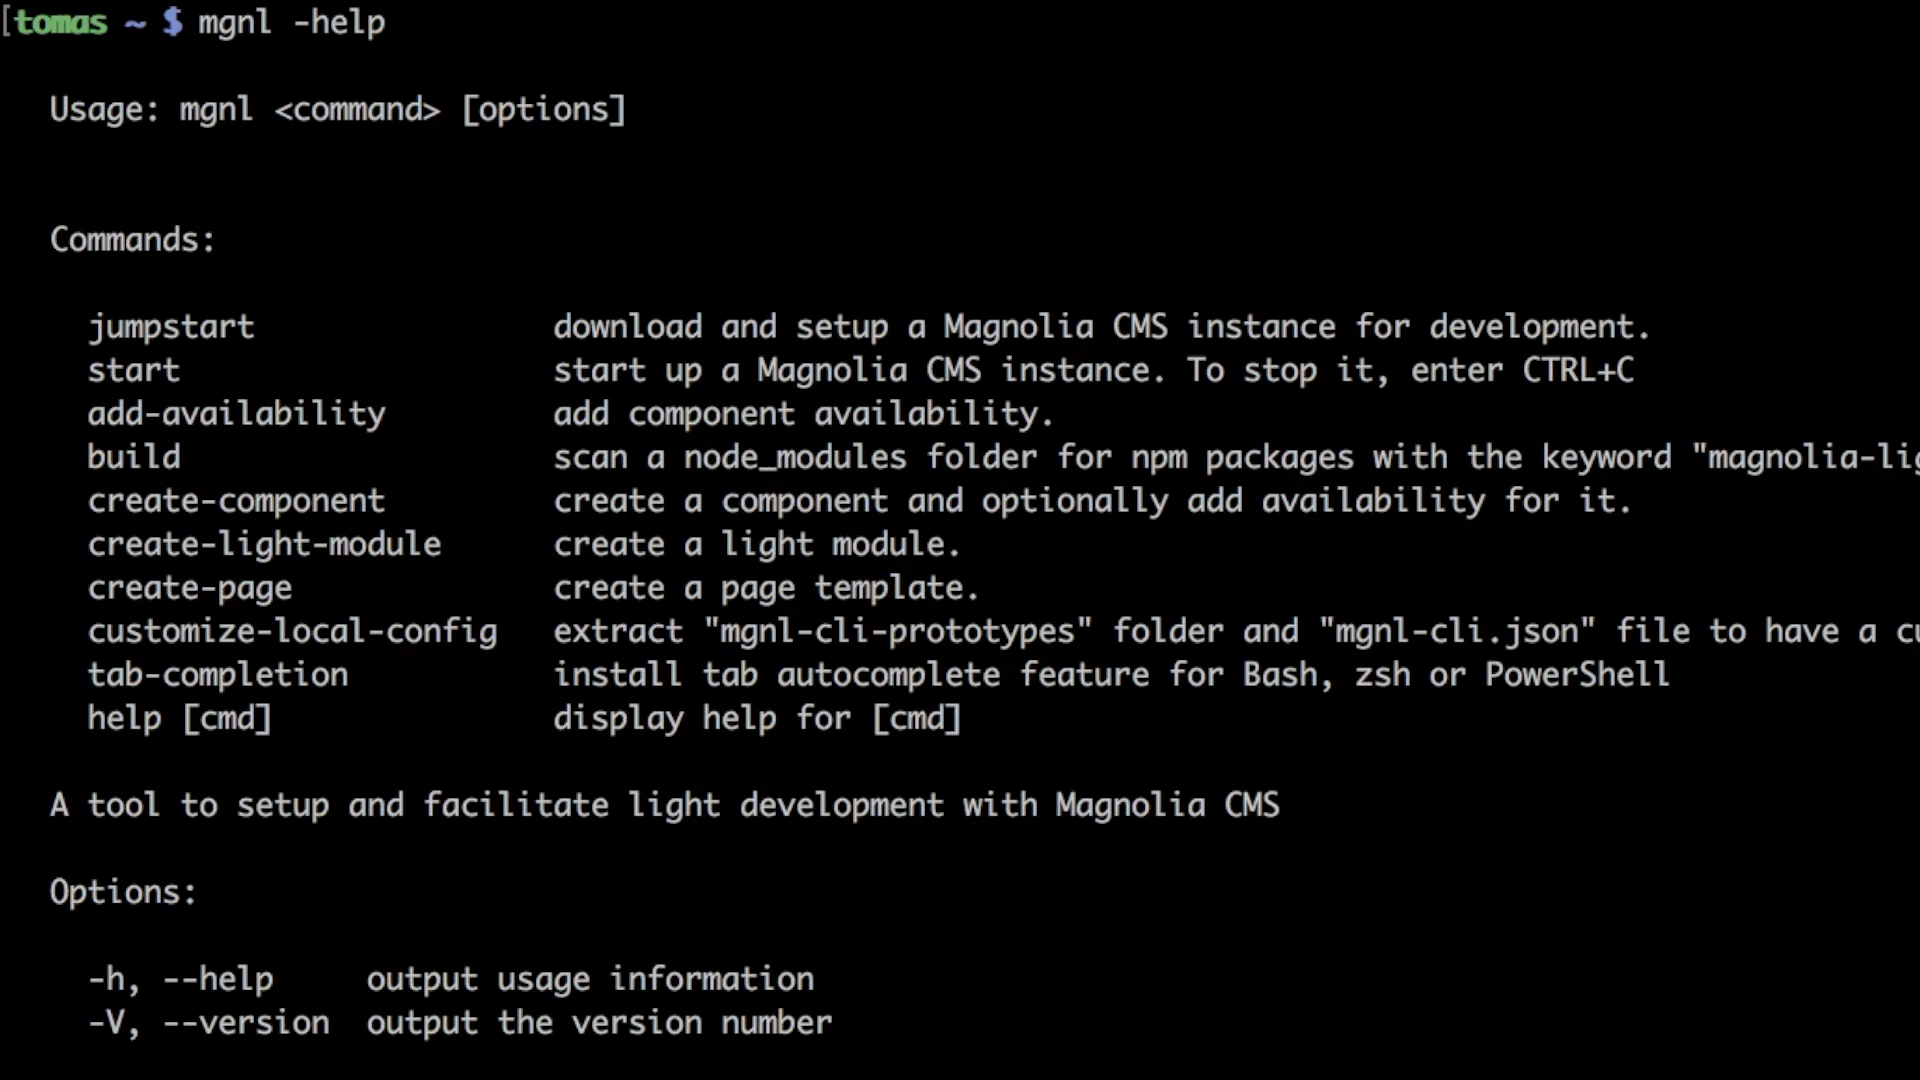 [tomas ~ $ mgnl -help
Usage: mgnl <command> [options]
Commands:
jumpstart download and setup a Magnolia CMS instance for development.
start start up a Magnolia CMS instance. To stop it, enter CTRL+C
add-availability add component availability.
build scan a node_modules folder for npm packages with the keyword "magnolia-lig
create-component create a component and optionally add availability for it.
create-light-module create a light module.
create-page create a page template.
customize-local-config extract "mgnl-cli-prototypes" folder and "mgnl-cli.json" file to have a cu
tab-completion install tab autocomplete feature for Bash, zsh or PowerShell
help [cmd] display help for [cmd]
A tool to setup and facilitate light development with Magnolia CMS
Options:
-h, --help output usage information
-V, --version output the version number